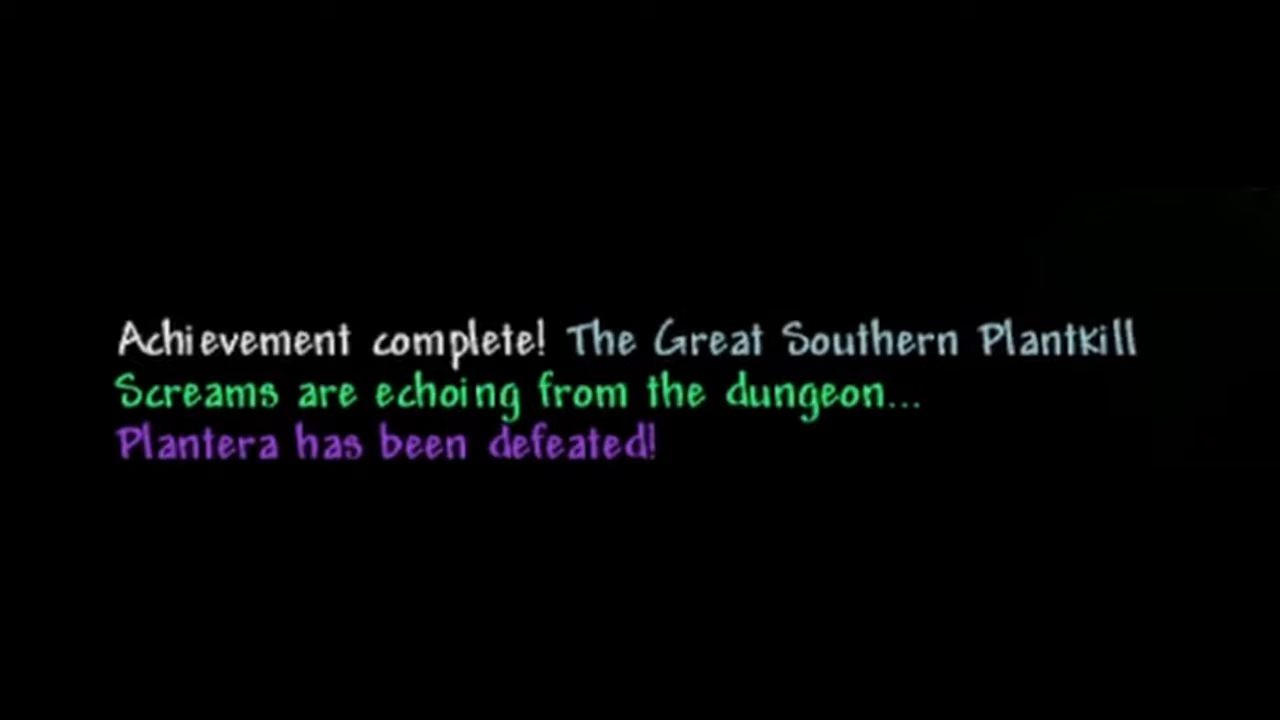 Achievement complete! The Great Southern Plantkill
Screams are echoing from the dungeon...
Plantera has been defeated!